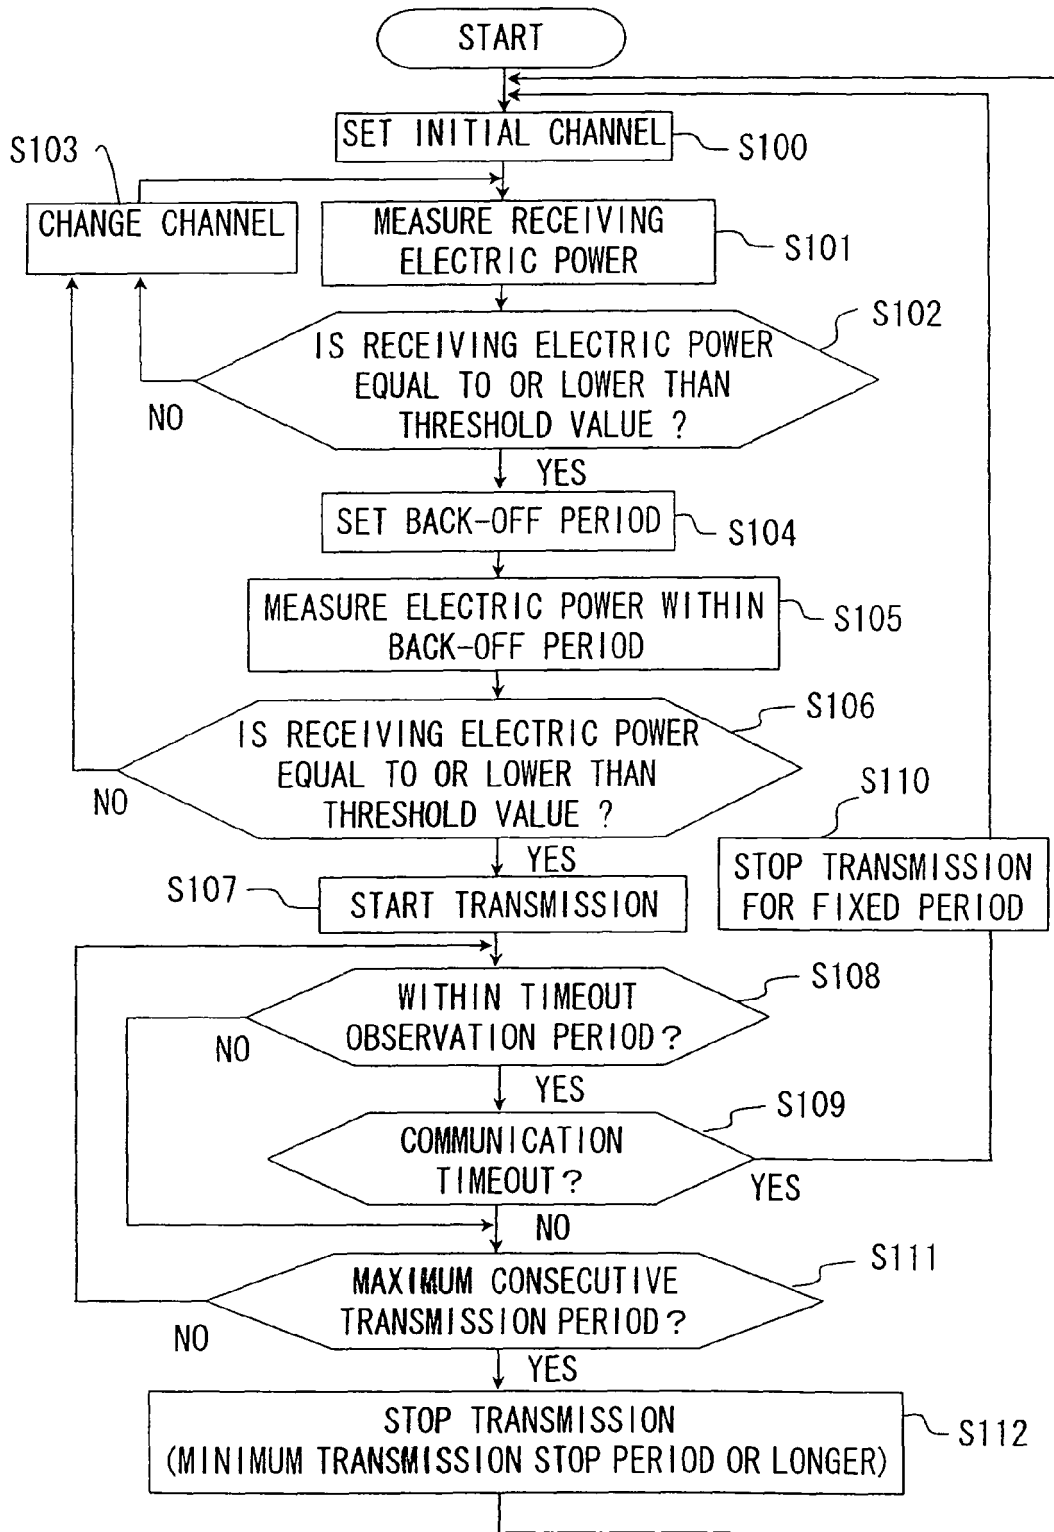 START
SET INITIAL CHANNEL
S100
S103
CHANGE CHANNEL
MEASURE RECEIVING
ELECTRIC POWER
S101
S102
IS RECEIVING ELECTRIC POWER
EQUAL TO OR LOWER THAN
THRESHOLD VALUE ?
NO
YES
SET BACK-OFF PERIOD
S104
MEASURE ELECTRIC POWER WITHIN
BACK-OFF PERIOD
S105
S106
IS RECEIVING ELECTRIC POWER
EQUAL TO OR LOWER THAN
THRESHOLD VALUE ?
NO
YES
S110
STOP TRANSMISSION
FOR FIXED PERIOD
S107
START TRANSMISSION
S108
WITHIN TIMEOUT
OBSERVATION PERIOD?
NO
YES
S109
COMMUNICATION
TIMEOUT?
YES
NO
S111
MAXIMUM CONSECUTIVE
TRANSMISSION PERIOD?
NO
YES
STOP TRANSMISSION
(MINIMUM TRANSMISSION STOP PERIOD OR LONGER)
S112